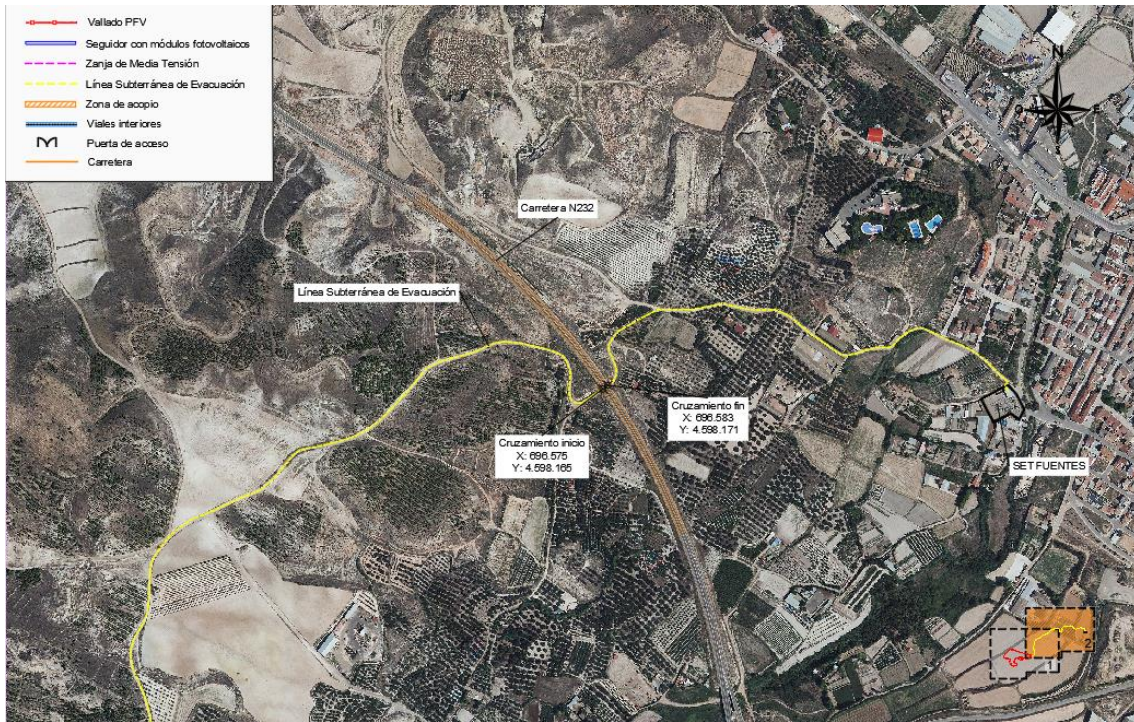 Vallado PFV
Seguidor con módulos fotovoltaicos
Zanja de Media Tensión
Línea Subterránea de Evacuación
Zona de acopio
Viales interiores
Puerta de acceso
Carretera
N
O
E
Carretera N232
Línea Subterránea de Evacuación
Cruzamiento fin
X: 696.583
Y: 4.598.171
Cruzamiento inicio
X: 696.575
Y: 4.598.165
SET FUENTES
1
2